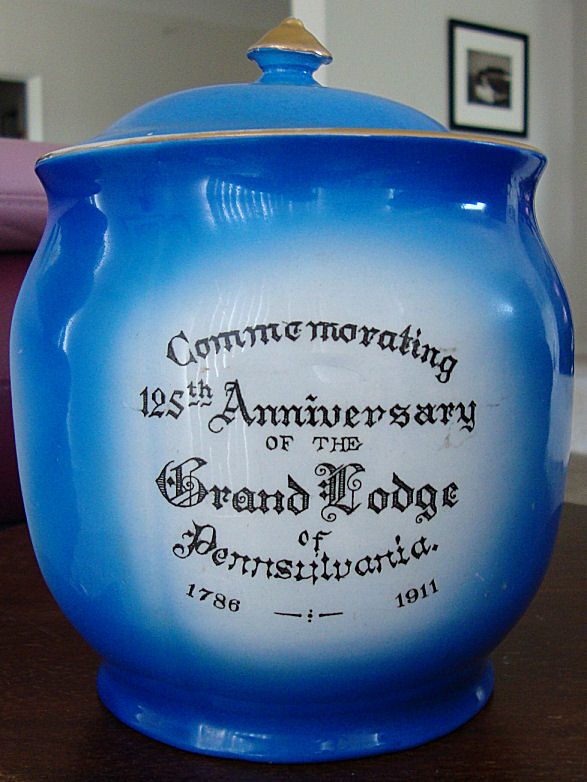 Commemorating
125th Anniversary
OF THE
Grand Lodge
of
Pennsylvania.
1786 1911